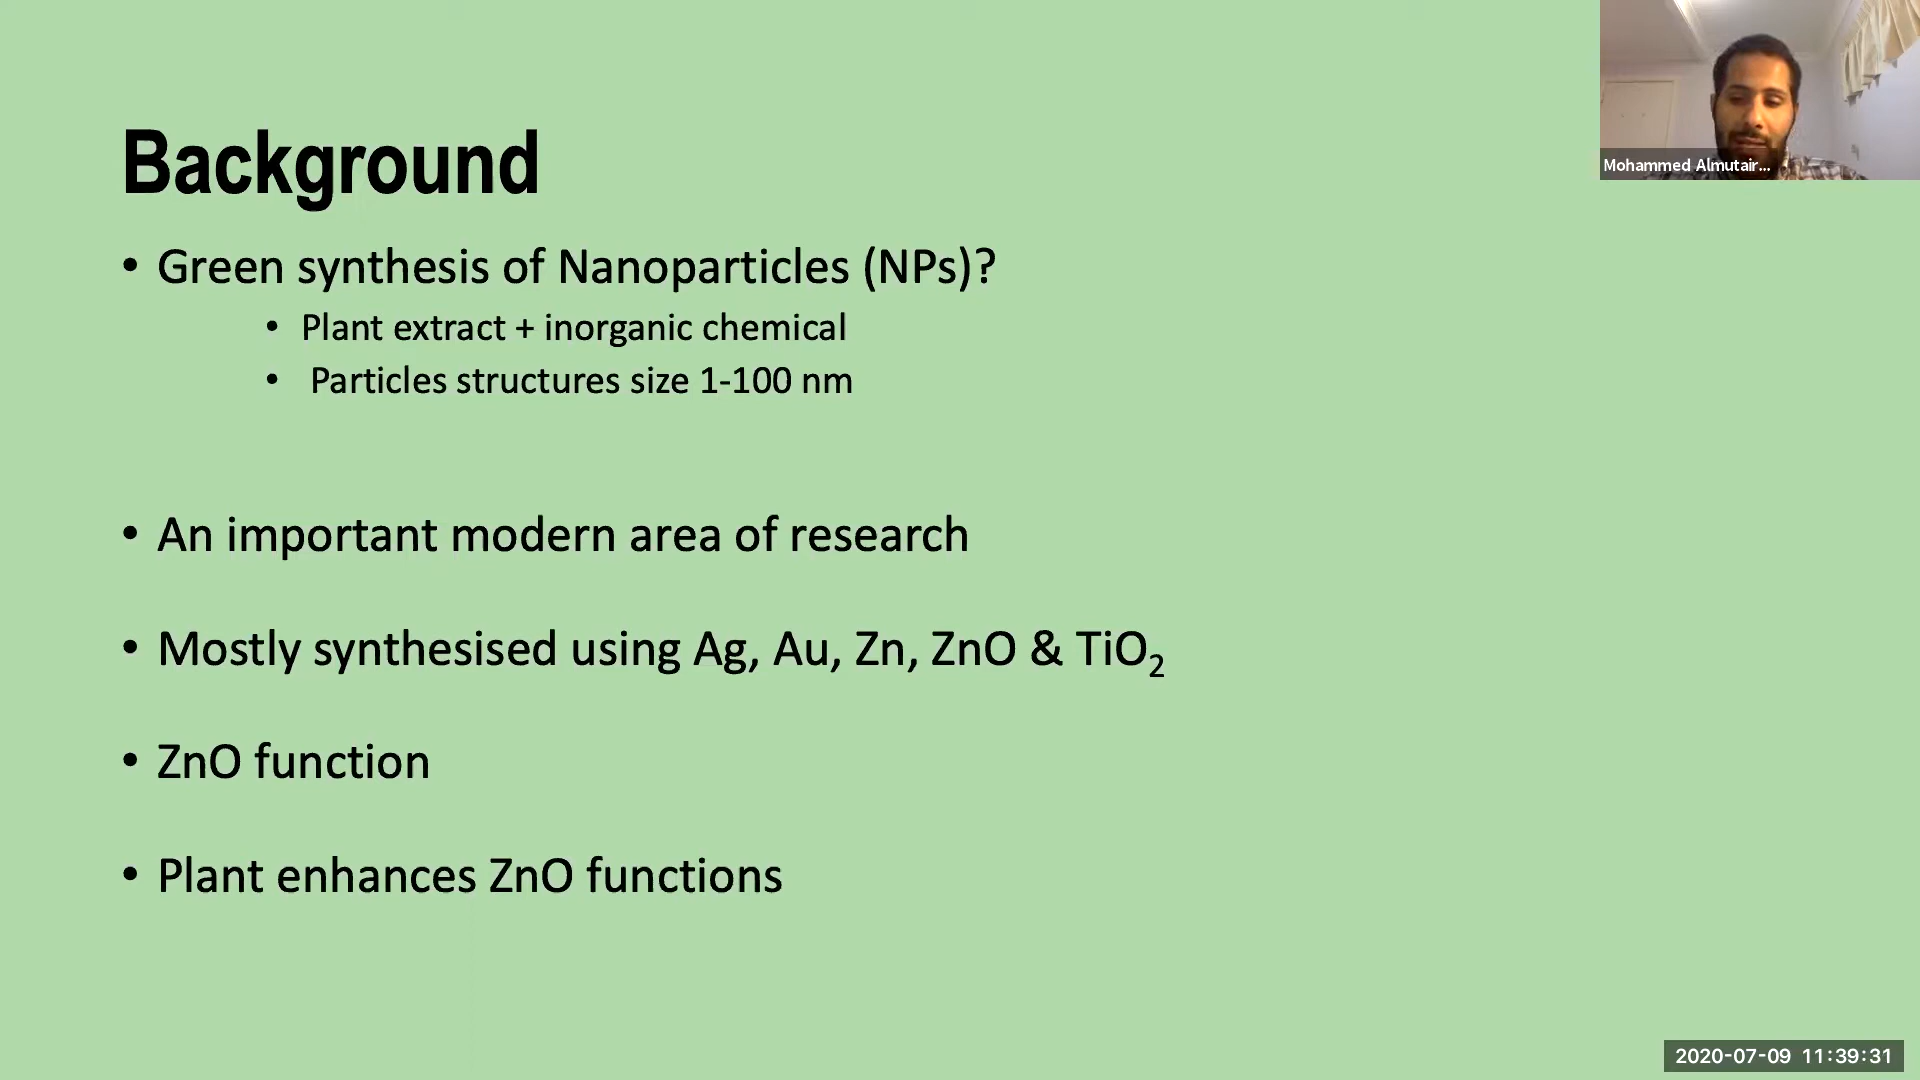 Background
Mohammed Almutair...
• Green synthesis of Nanoparticles (NPs)?
• Plant extract + inorganic chemical
• Particles structures size 1-100 nm
• An important modern area of research
• Mostly synthesised using Ag, Au, Zn, ZnO & TiO₂
• ZnO function
• Plant enhances ZnO functions
2020-07-09 11:39:31